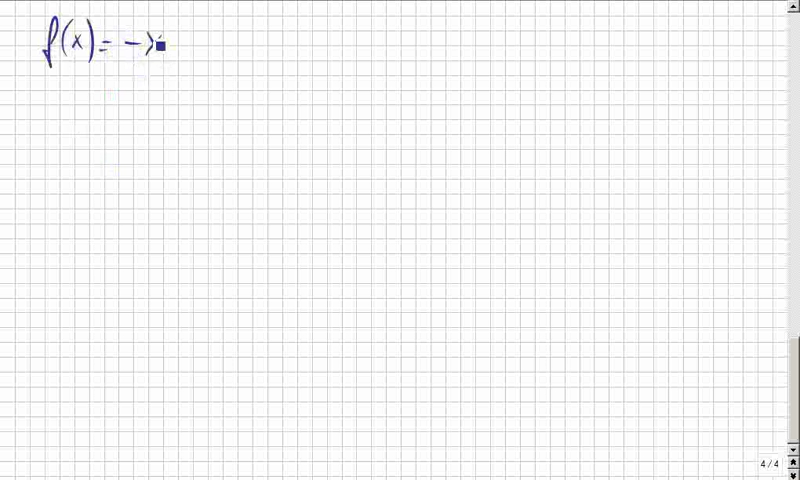 f(x) = -x
4 / 4